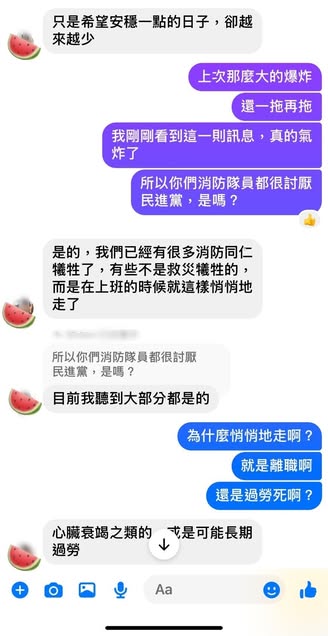 只是希望安穩一點的日子，卻越
來越少
上次那麼大的爆炸
還一拖再拖
我剛剛看到這一則訊息，真的氣
炸了
所以你們消防隊員都很討厭
民進黨，是嗎？
是的，我們已經有很多消防同仁
犧牲了，有些不是救災犧牲的，
而是在上班的時候就這樣悄悄地
走了
所以你們消防隊員都很討厭
民進黨，是嗎？
目前我聽到大部分都是的
為什麼悄悄地走啊？
就是離職啊
還是過勞死啊？
心臟衰竭之類的，或是可能長期
過勞
Aa